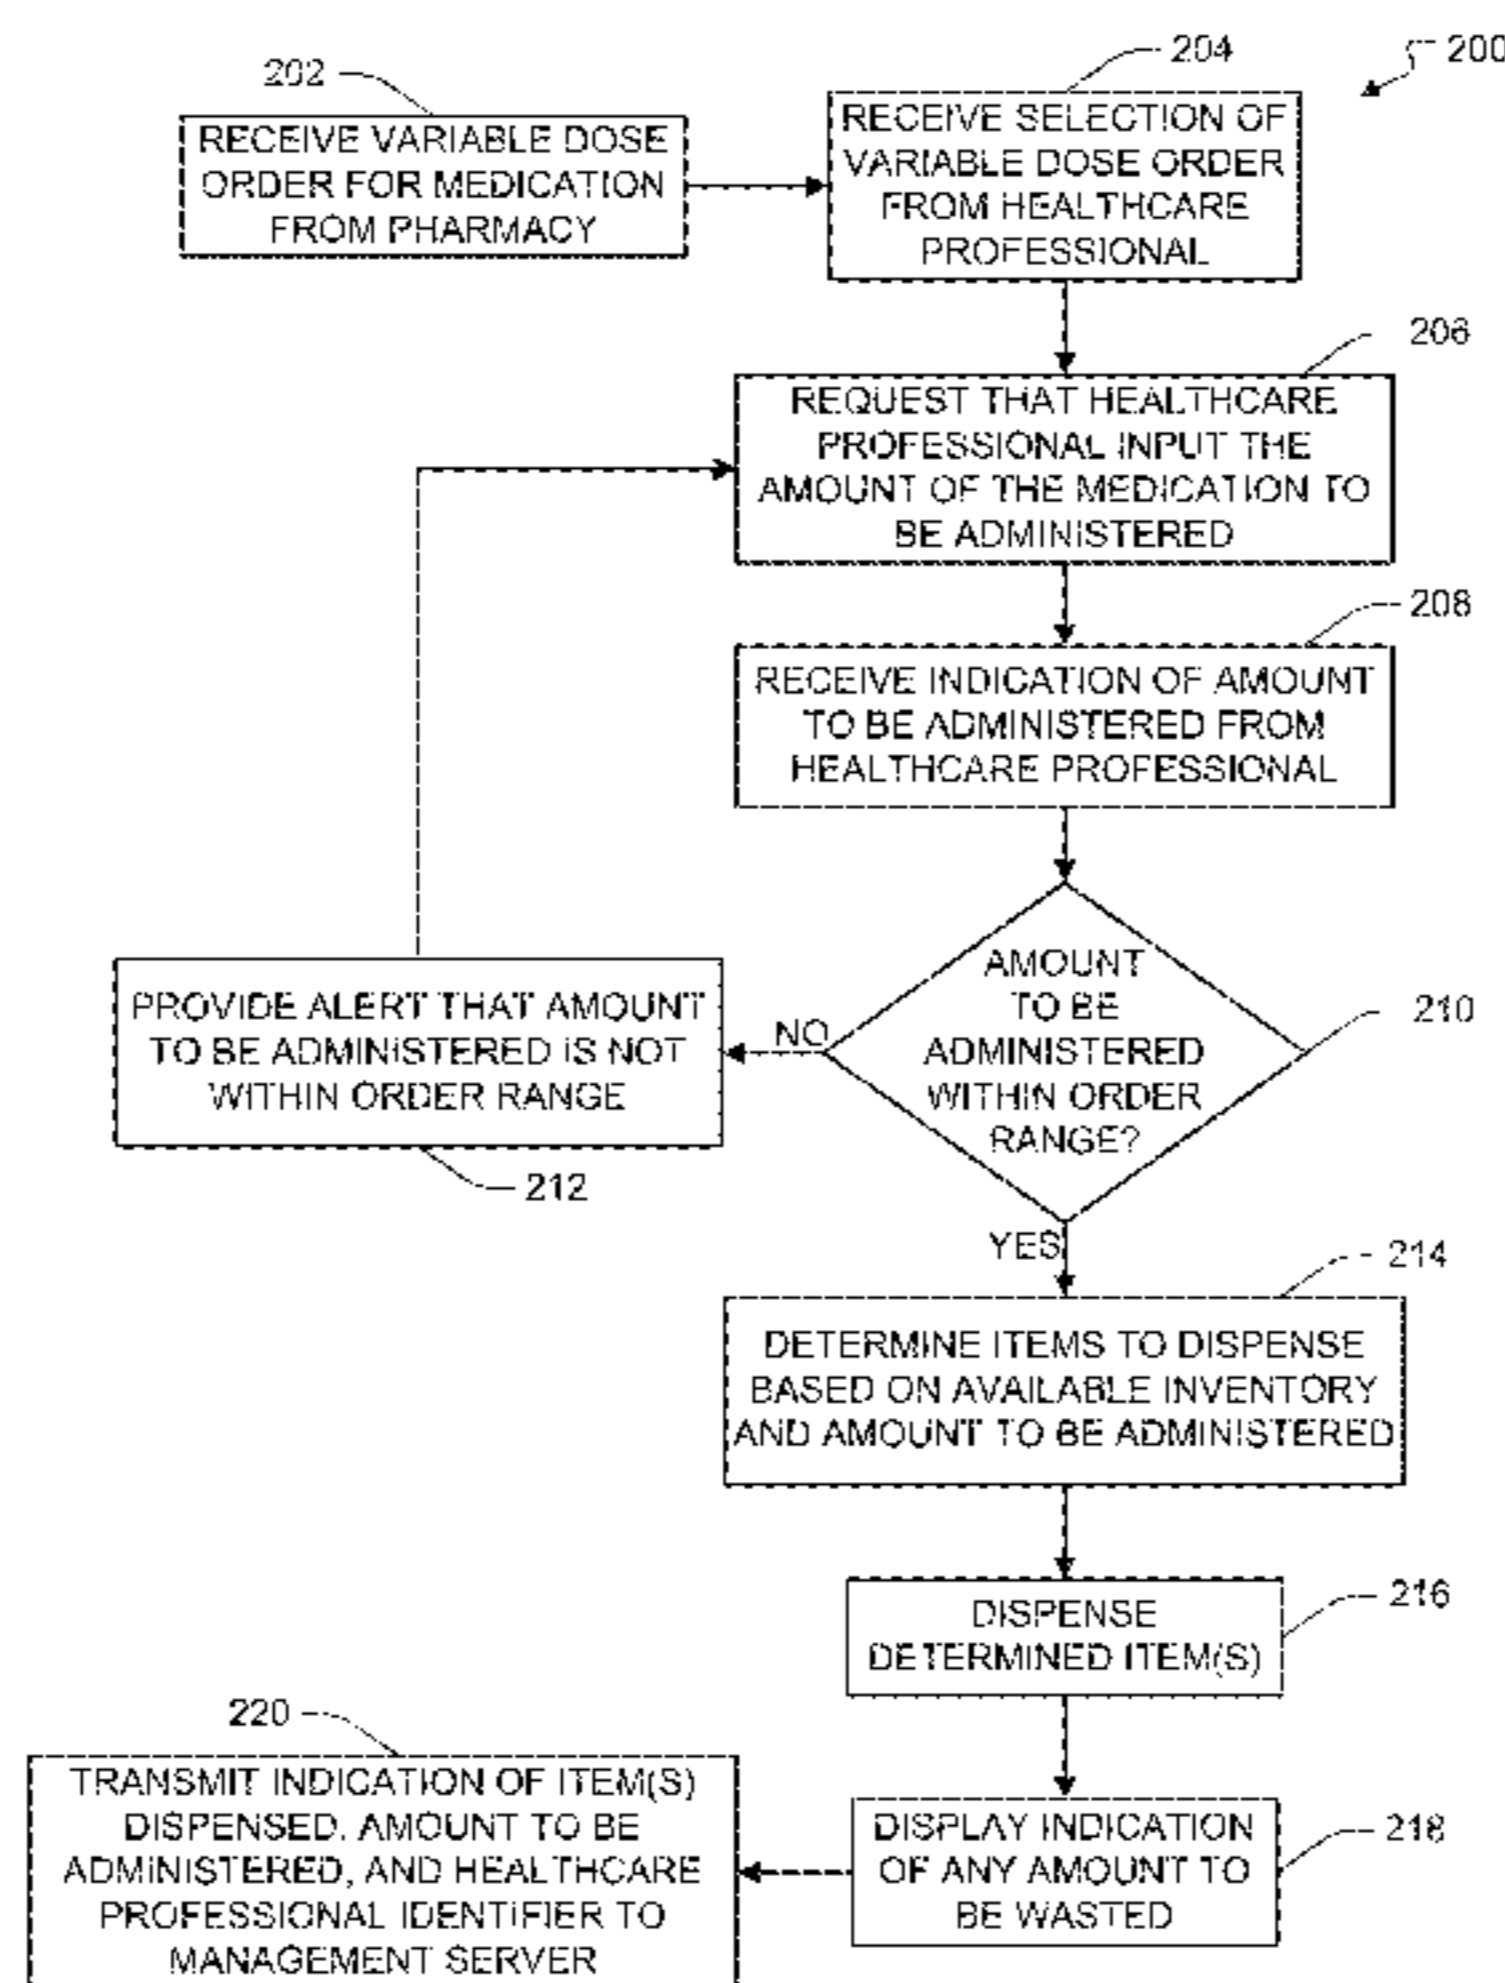 200
202
RECEIVE VARIABLE DOSE
ORDER FOR MEDICATION
FROM PHARMACY
204
RECEIVE SELECTION OF
VARIABLE DOSE ORDER
FROM HEALTHCARE
PROFESSIONAL
206
REQUEST THAT HEALTHCARE
PROFESSIONAL INPUT THE
AMOUNT OF THE MEDICATION TO
BE ADMINISTERED
208
RECEIVE INDICATION OF AMOUNT
TO BE ADMINISTERED FROM
HEALTHCARE PROFESSIONAL
AMOUNT
TO BE
ADMINISTERED
WITHIN ORDER
RANGE?
210
NO
PROVIDE ALERT THAT AMOUNT
TO BE ADMINISTERED IS NOT
WITHIN ORDER RANGE
212
YES
214
DETERMINE ITEMS TO DISPENSE
BASED ON AVAILABLE INVENTORY
AND AMOUNT TO BE ADMINISTERED
216
DISPENSE
DETERMINED ITEM(S)
218
DISPLAY INDICATION
OF ANY AMOUNT TO
BE WASTED
220
TRANSMIT INDICATION OF ITEM(S)
DISPENSED, AMOUNT TO BE
ADMINISTERED, AND HEALTHCARE
PROFESSIONAL IDENTIFIER TO
MANAGEMENT SERVER